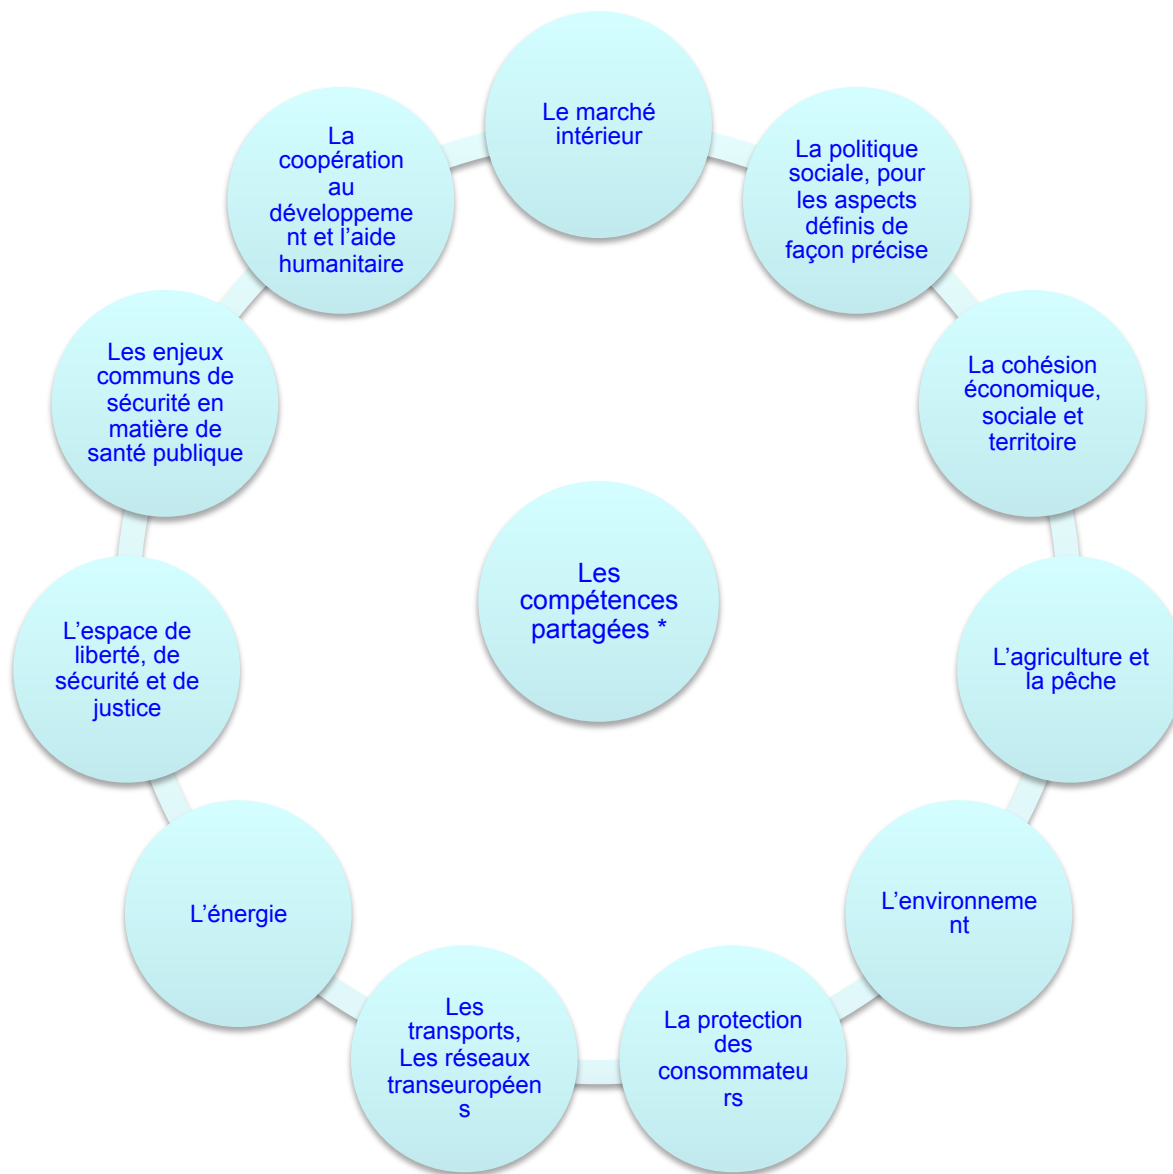 Le marché
intérieur
La politique
sociale, pour
les aspects
définis de
façon précise
La cohésion
économique,
sociale et
territoire
L’agriculture et
la pêche
L’environneme
nt
La protection
des
consommateu
rs
Les
transports,
Les réseaux
transeuropéen
s
L’énergie
L’espace de
liberté, de
sécurité et de
justice
Les enjeux
communs de
sécurité en
matière de
santé publique
La
coopération
au
développeme
nt et l’aide
humanitaire
Les
compétences
partagées *